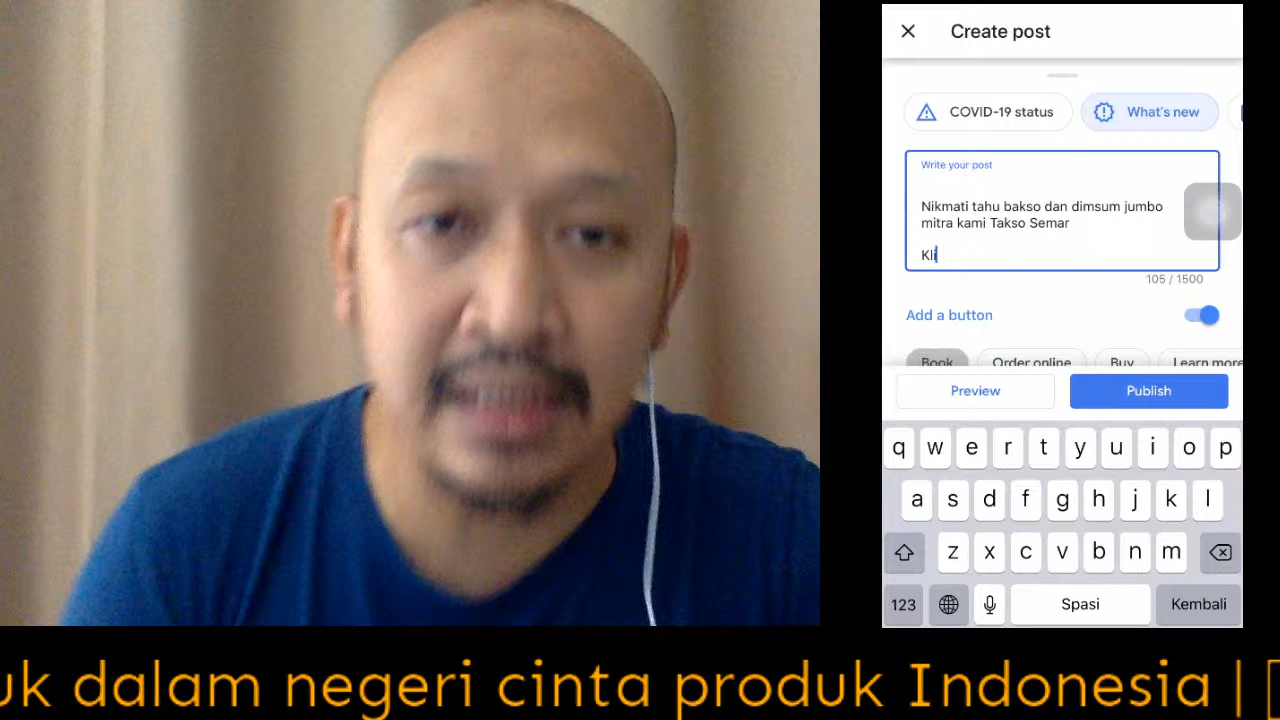 Create post
COVID-19 status
What's new
Write your post
Nikmati tahu bakso dan dimsum jumbo
mitra kami Takso Semar
Kli
105 / 1500
Add a button
Book
Order online
Buy
Learn more
Preview
Publish
q w e r t y u i o p
a s d f g h j k l
z x c v b n m
123
Spasi
Kembali
uk dalam negeri cinta produk Indonesia |